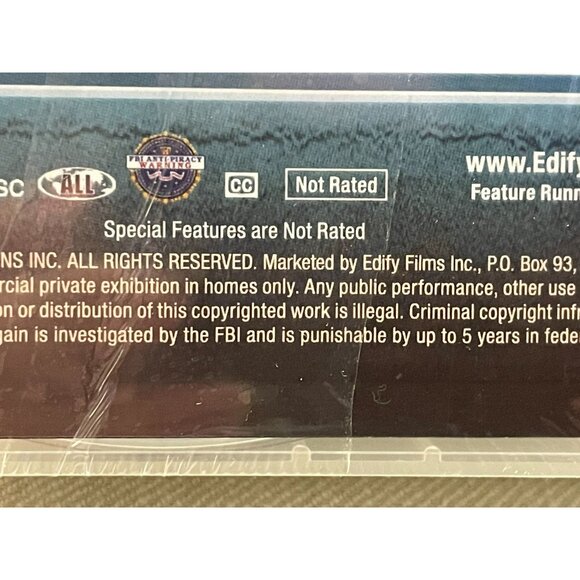 SC ALL FBI ANTI-PIRACY WARNING CC Not Rated www.Edify
Feature Runn
Special Features are Not Rated
NS INC. ALL RIGHTS RESERVED. Marketed by Edify Films Inc., P.O. Box 93,
rcial private exhibition in homes only. Any public performance, other use
on or distribution of this copyrighted work is illegal. Criminal copyright infr
gain is investigated by the FBI and is punishable by up to 5 years in fede